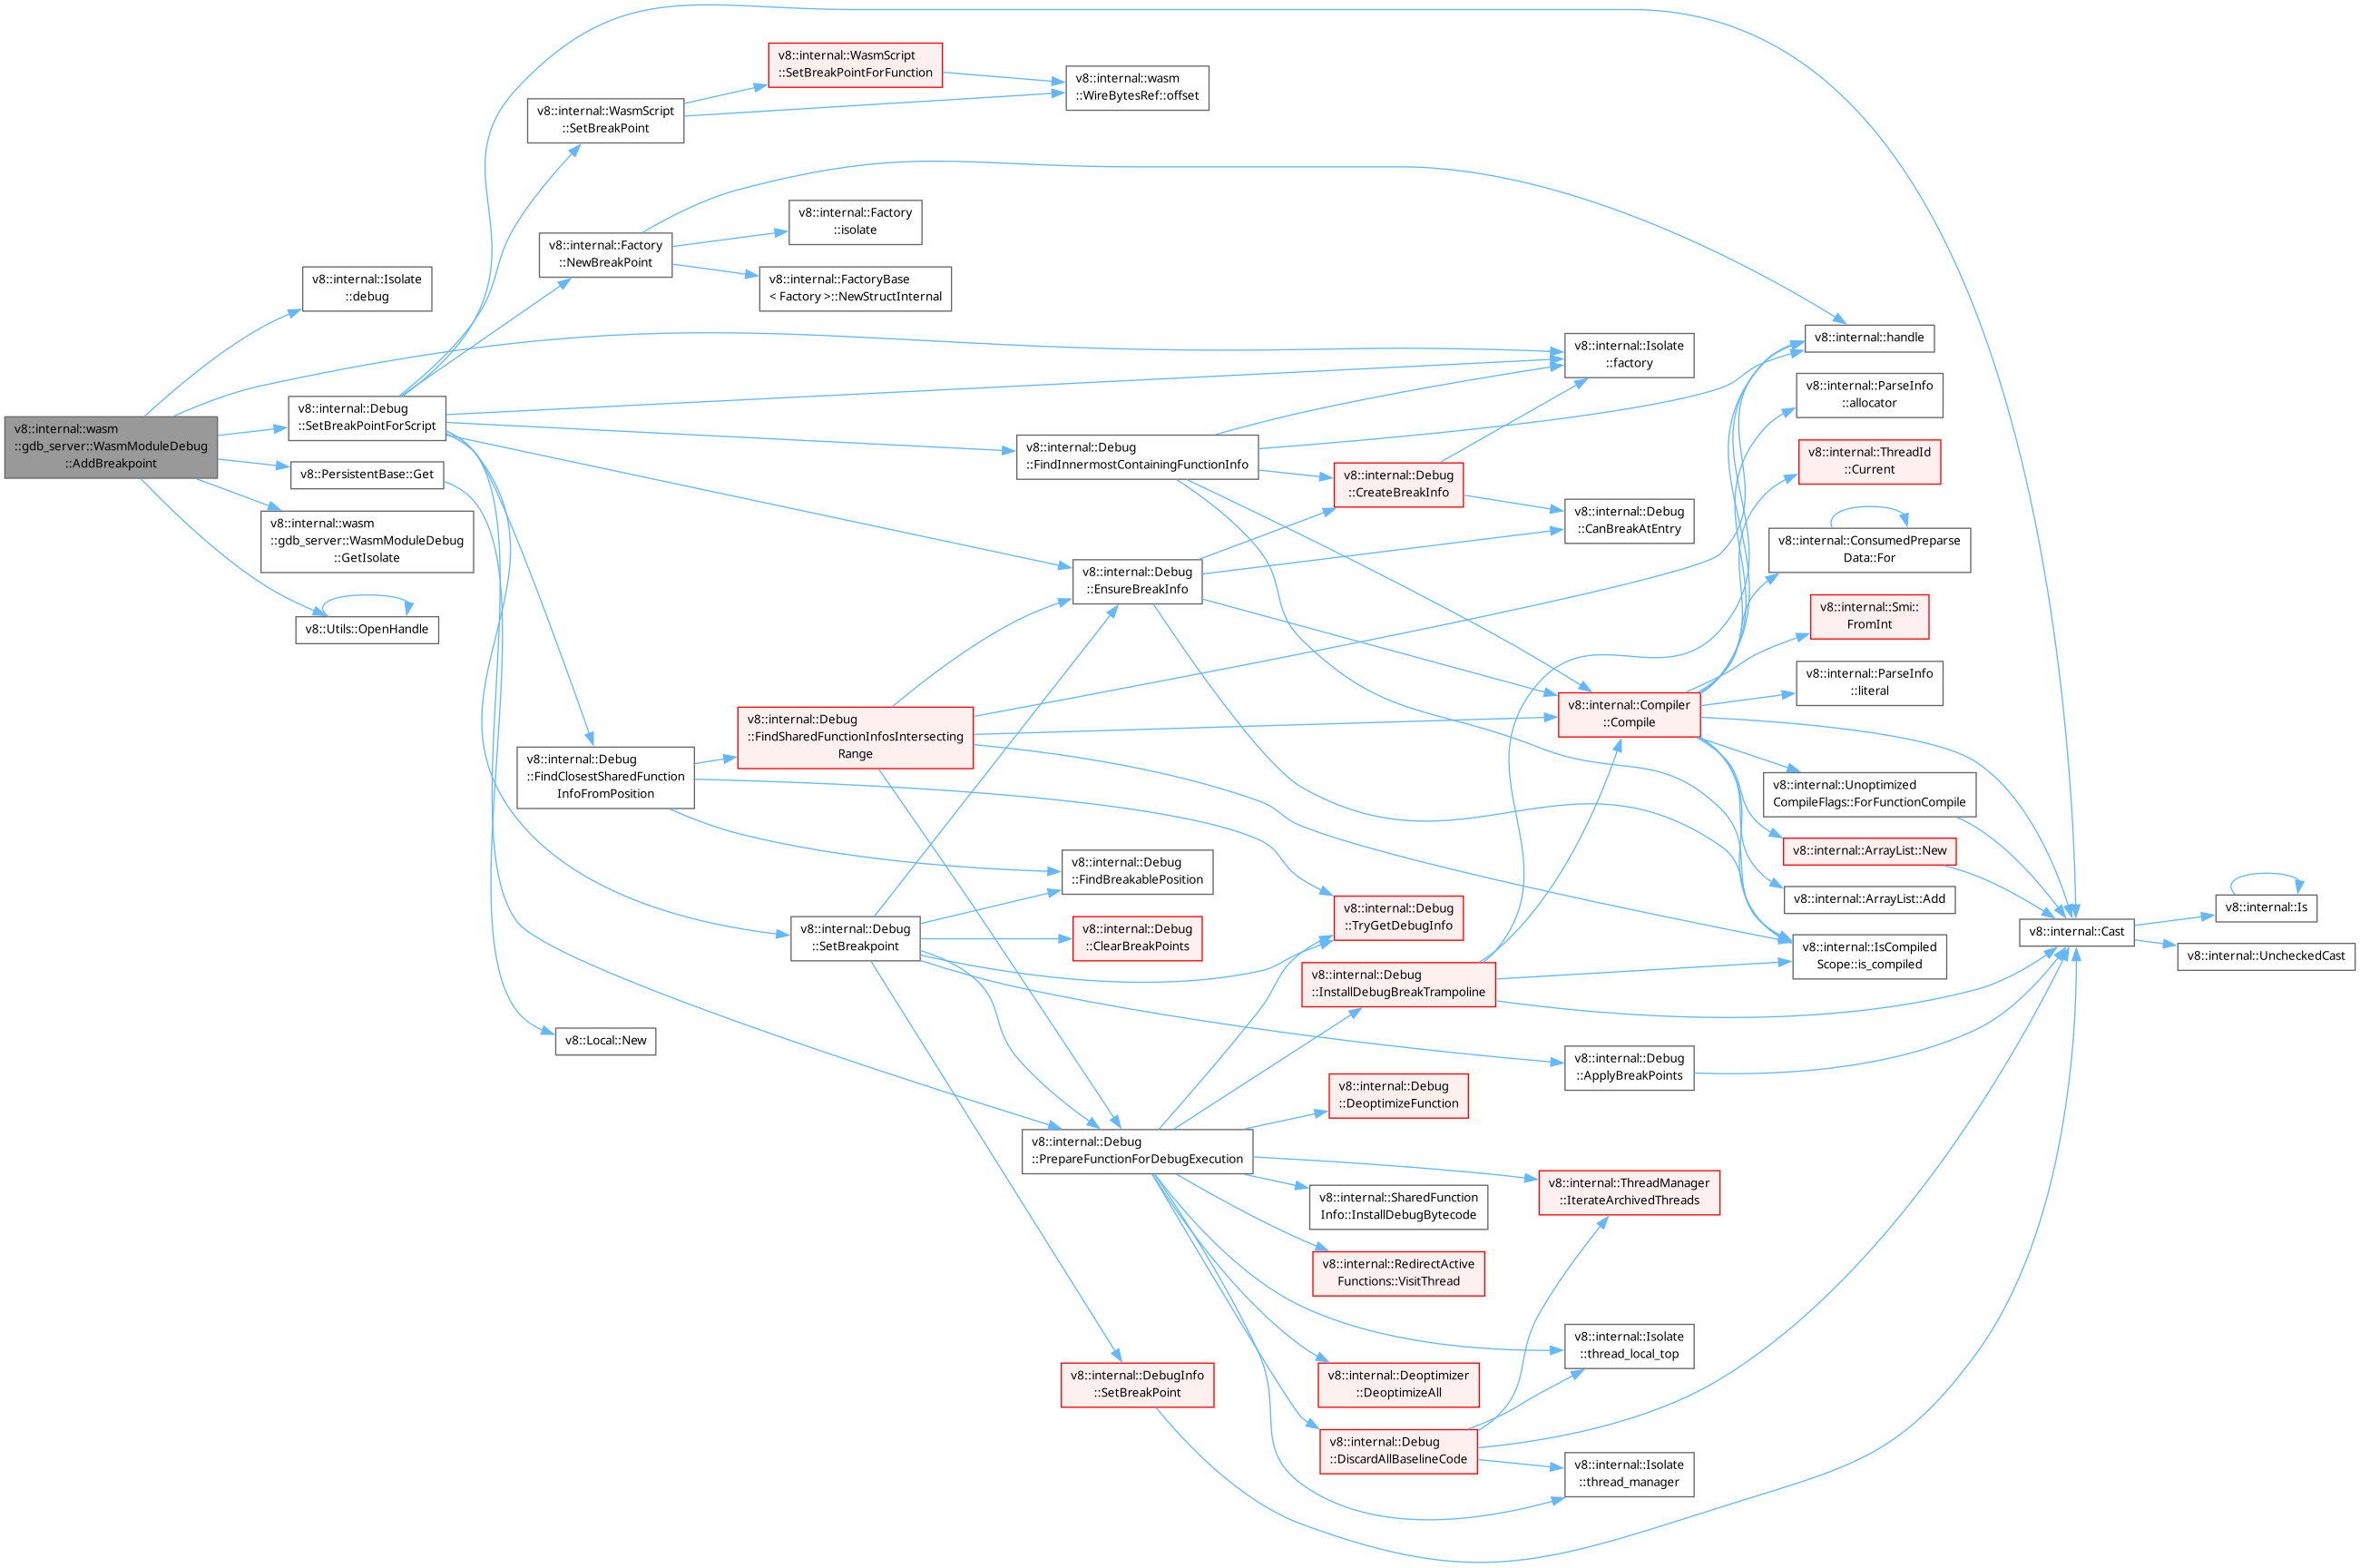 v8::internal::wasm
::gdb_server::WasmModuleDebug
::AddBreakpoint
v8::internal::Isolate
::debug
v8::internal::Debug
::SetBreakPointForScript
v8::PersistentBase::Get
v8::internal::wasm
::gdb_server::WasmModuleDebug
::GetIsolate
v8::Utils::OpenHandle
v8::internal::WasmScript
::SetBreakPoint
v8::internal::Factory
::NewBreakPoint
v8::internal::Debug
::FindClosestSharedFunction
InfoFromPosition
v8::Local::New
v8::internal::WasmScript
::SetBreakPointForFunction
v8::internal::Factory
::isolate
v8::internal::FactoryBase
< Factory >::NewStructInternal
v8::internal::Debug
::FindSharedFunctionInfosIntersecting
Range
v8::internal::Debug
::SetBreakpoint
v8::internal::wasm
::WireBytesRef::offset
v8::internal::Debug
::FindInnermostContainingFunctionInfo
v8::internal::Debug
::EnsureBreakInfo
v8::internal::Debug
::FindBreakablePosition
v8::internal::Debug
::ClearBreakPoints
v8::internal::Debug
::PrepareFunctionForDebugExecution
v8::internal::DebugInfo
::SetBreakPoint
v8::internal::Debug
::CreateBreakInfo
v8::internal::Debug
::TryGetDebugInfo
v8::internal::Debug
::InstallDebugBreakTrampoline
v8::internal::Debug
::DeoptimizeFunction
v8::internal::SharedFunction
Info::InstallDebugBytecode
v8::internal::RedirectActive
Functions::VisitThread
v8::internal::Deoptimizer
::DeoptimizeAll
v8::internal::Debug
::DiscardAllBaselineCode
v8::internal::Isolate
::factory
v8::internal::Debug
::CanBreakAtEntry
v8::internal::Compiler
::Compile
v8::internal::Debug
::ApplyBreakPoints
v8::internal::ThreadManager
::IterateArchivedThreads
v8::internal::Isolate
::thread_local_top
v8::internal::Isolate
::thread_manager
v8::internal::handle
v8::internal::ParseInfo
::allocator
v8::internal::ThreadId
::Current
v8::internal::ConsumedPreparse
Data::For
v8::internal::Smi::
FromInt
v8::internal::ParseInfo
::literal
v8::internal::Unoptimized
CompileFlags::ForFunctionCompile
v8::internal::ArrayList::New
v8::internal::ArrayList::Add
v8::internal::IsCompiled
Scope::is_compiled
v8::internal::Cast
v8::internal::Is
v8::internal::UncheckedCast